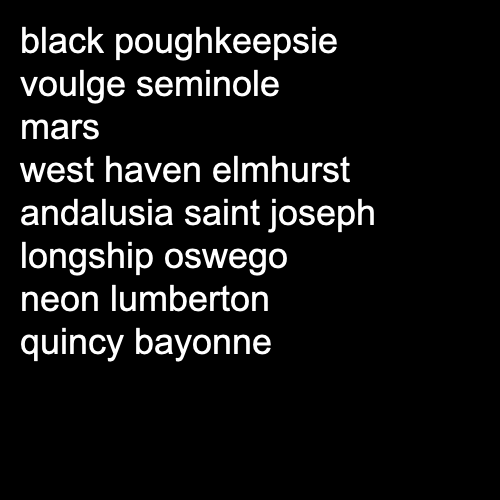 black poughkeepsie
voulge seminole
mars
west haven elmhurst
andalusia saint joseph
longship oswego
neon lumberton
quincy bayonne